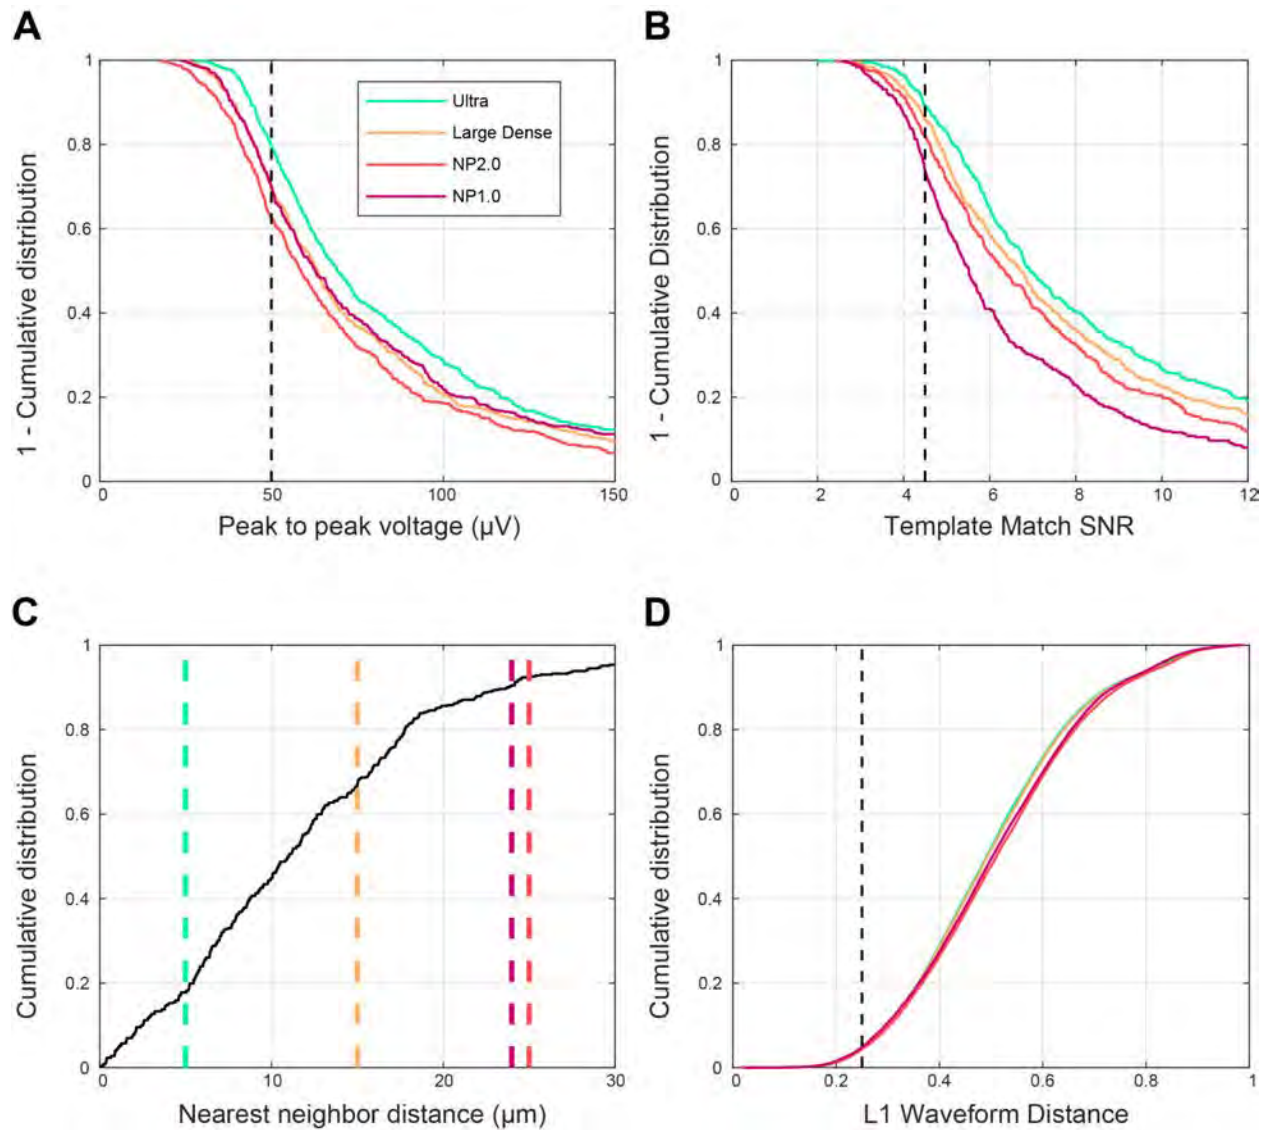 A
1 - Cumulative distribution
1
0.8
0.6
0.4
0.2
0
0
50
100
150
Peak to peak voltage (µV)
Ultra
Large Dense
NP2.0
NP1.0
B
1 - Cumulative Distribution
1
0.8
0.6
0.4
0.2
0
0
2
4
6
8
10
12
Template Match SNR
C
Cumulative distribution
1
0.8
0.6
0.4
0.2
0
0
10
20
30
Nearest neighbor distance (µm)
D
Cumulative distribution
1
0.8
0.6
0.4
0.2
0
0
0.2
0.4
0.6
0.8
1
L1 Waveform Distance